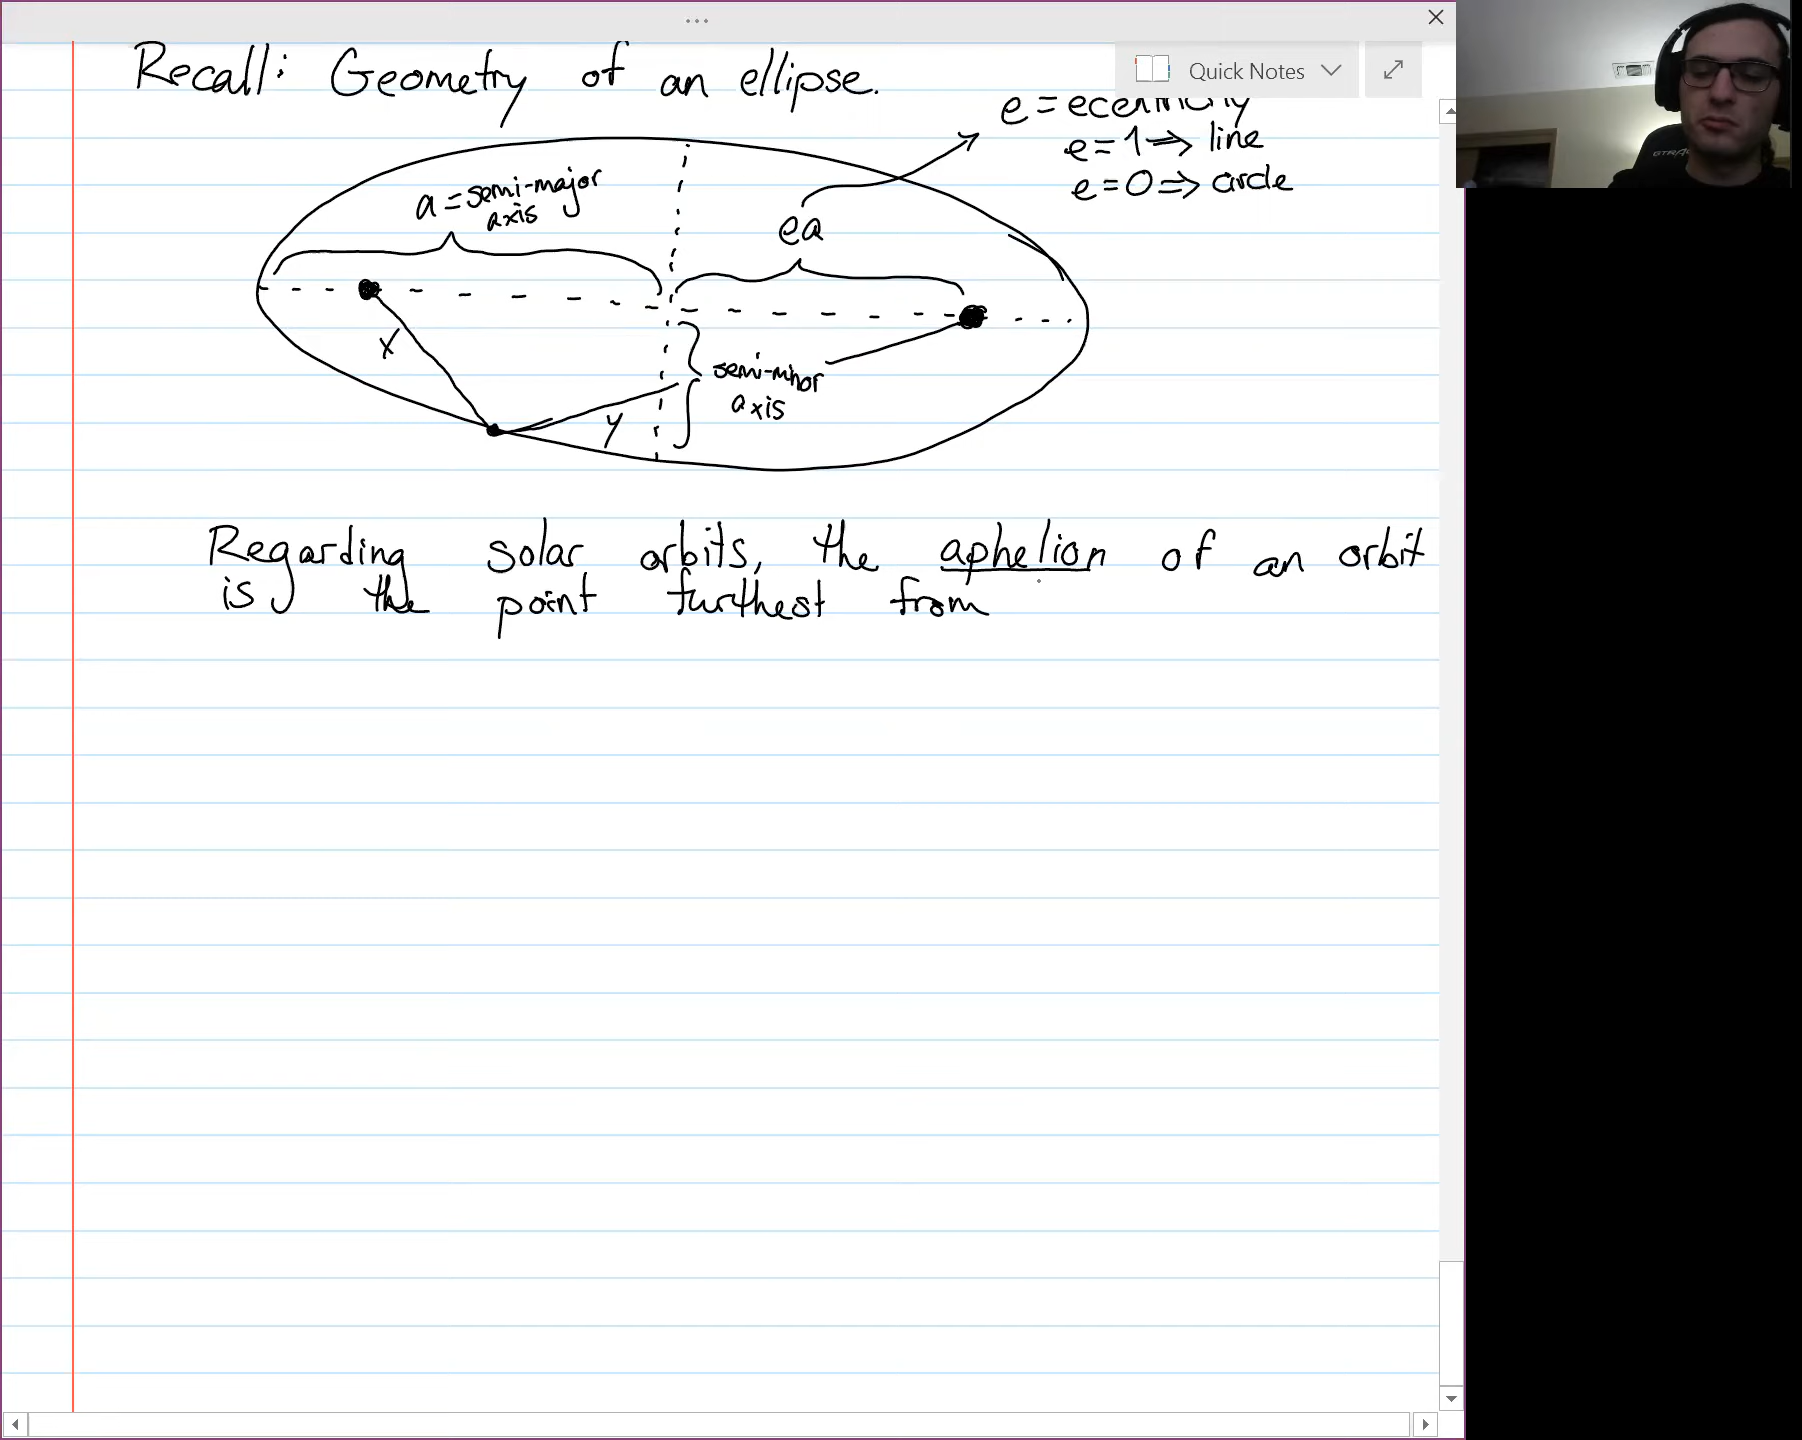 ...
Quick Notes
Recall: Geometry of an ellipse.
e = ecentricity
e = 1 => line
e = 0 => circle
a = semi-major
axis
ea
x
semi-minor
axis
y
Regarding solar orbits, the aphelion of an orbit
is the point furthest from